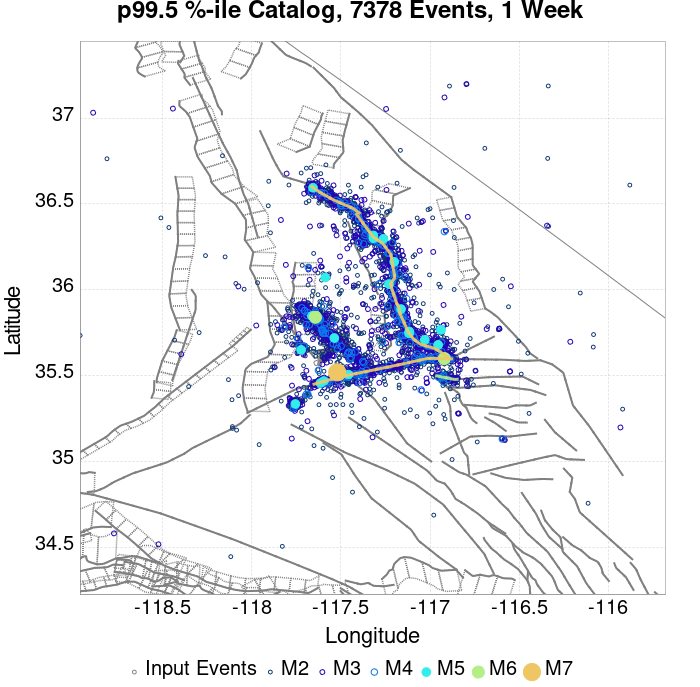 p99.5 %-ile Catalog, 7378 Events, 1 Week
37
36.5
36
35.5
35
34.5
Latitude
-118.5 -118 -117.5 -117 -116.5 -116
Longitude
Input Events M2 M3 M4 M5 M6 M7